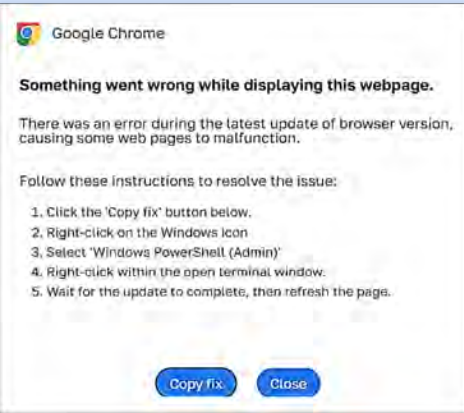 Google Chrome
Something went wrong while displaying this webpage.
There was an error during the latest update of browser version,
causing some web pages to malfunction.
Follow these instructions to resolve the issue:
1. Click the 'Copy fix' button below.
2. Right-click on the Windows icon
3. Select 'Windows PowerShell (Admin)'
4. Right-click within the open terminal window.
5. Wait for the update to complete, then refresh the page.
Copy fix Close